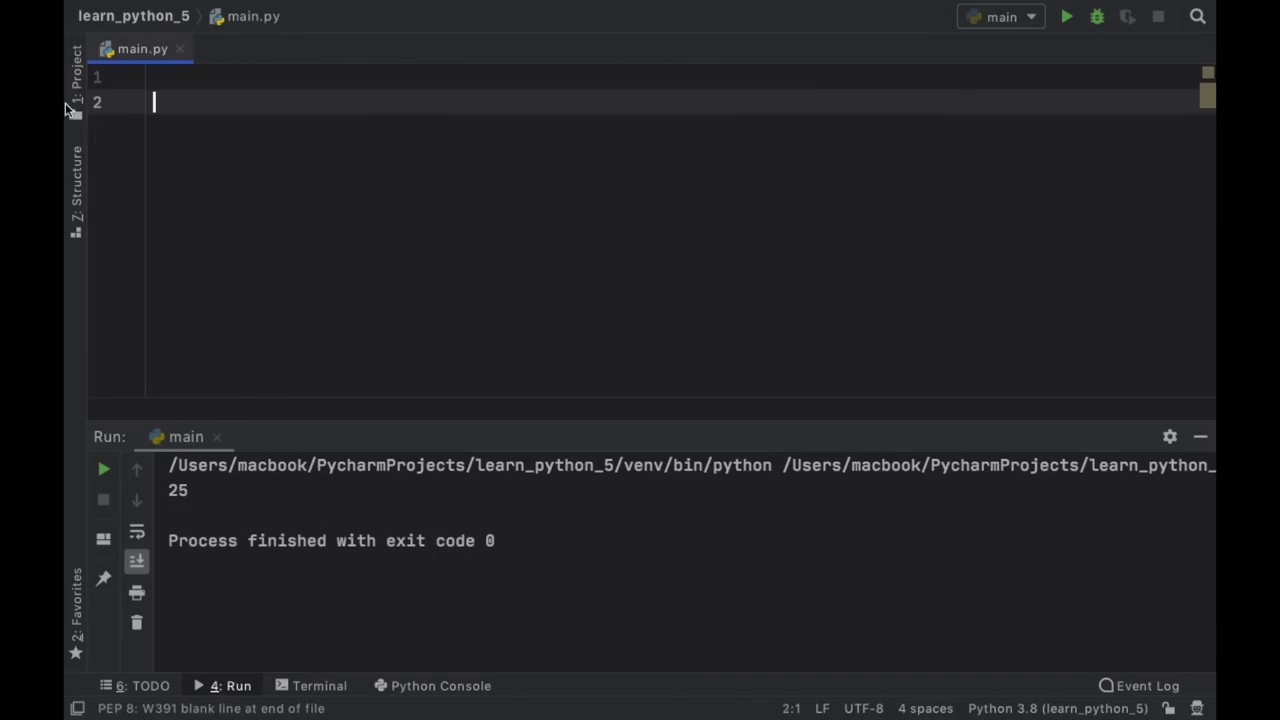 learn_python_5 main.py main
main.py
1: Project
1
2
7: Structure
Run: main
/Users/macbook/PycharmProjects/learn_python_5/venv/bin/python /Users/macbook/PycharmProjects/learn_python_
25
Process finished with exit code 0
2: Favorites
6: TODO 4: Run Terminal Python Console Event Log
PEP 8: W391 blank line at end of file 2:1 LF UTF-8 4 spaces Python 3.8 (learn_python_5)